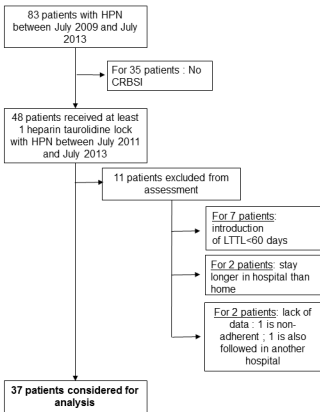 83 patients with HPN
between July 2009 and July
2013
For 35 patients : No
CRBSI
48 patients received at least
1 heparin taurolidine lock
with HPN between July 2011
and July 2013
11 patients excluded from
assessment
For 7 patients:
introduction
of LTTL<60 days
For 2 patients: stay
longer in hospital than
home
For 2 patients: lack of
data : 1 is non-
adherent ; 1 is also
followed in another
hospital
37 patients considered for
analysis